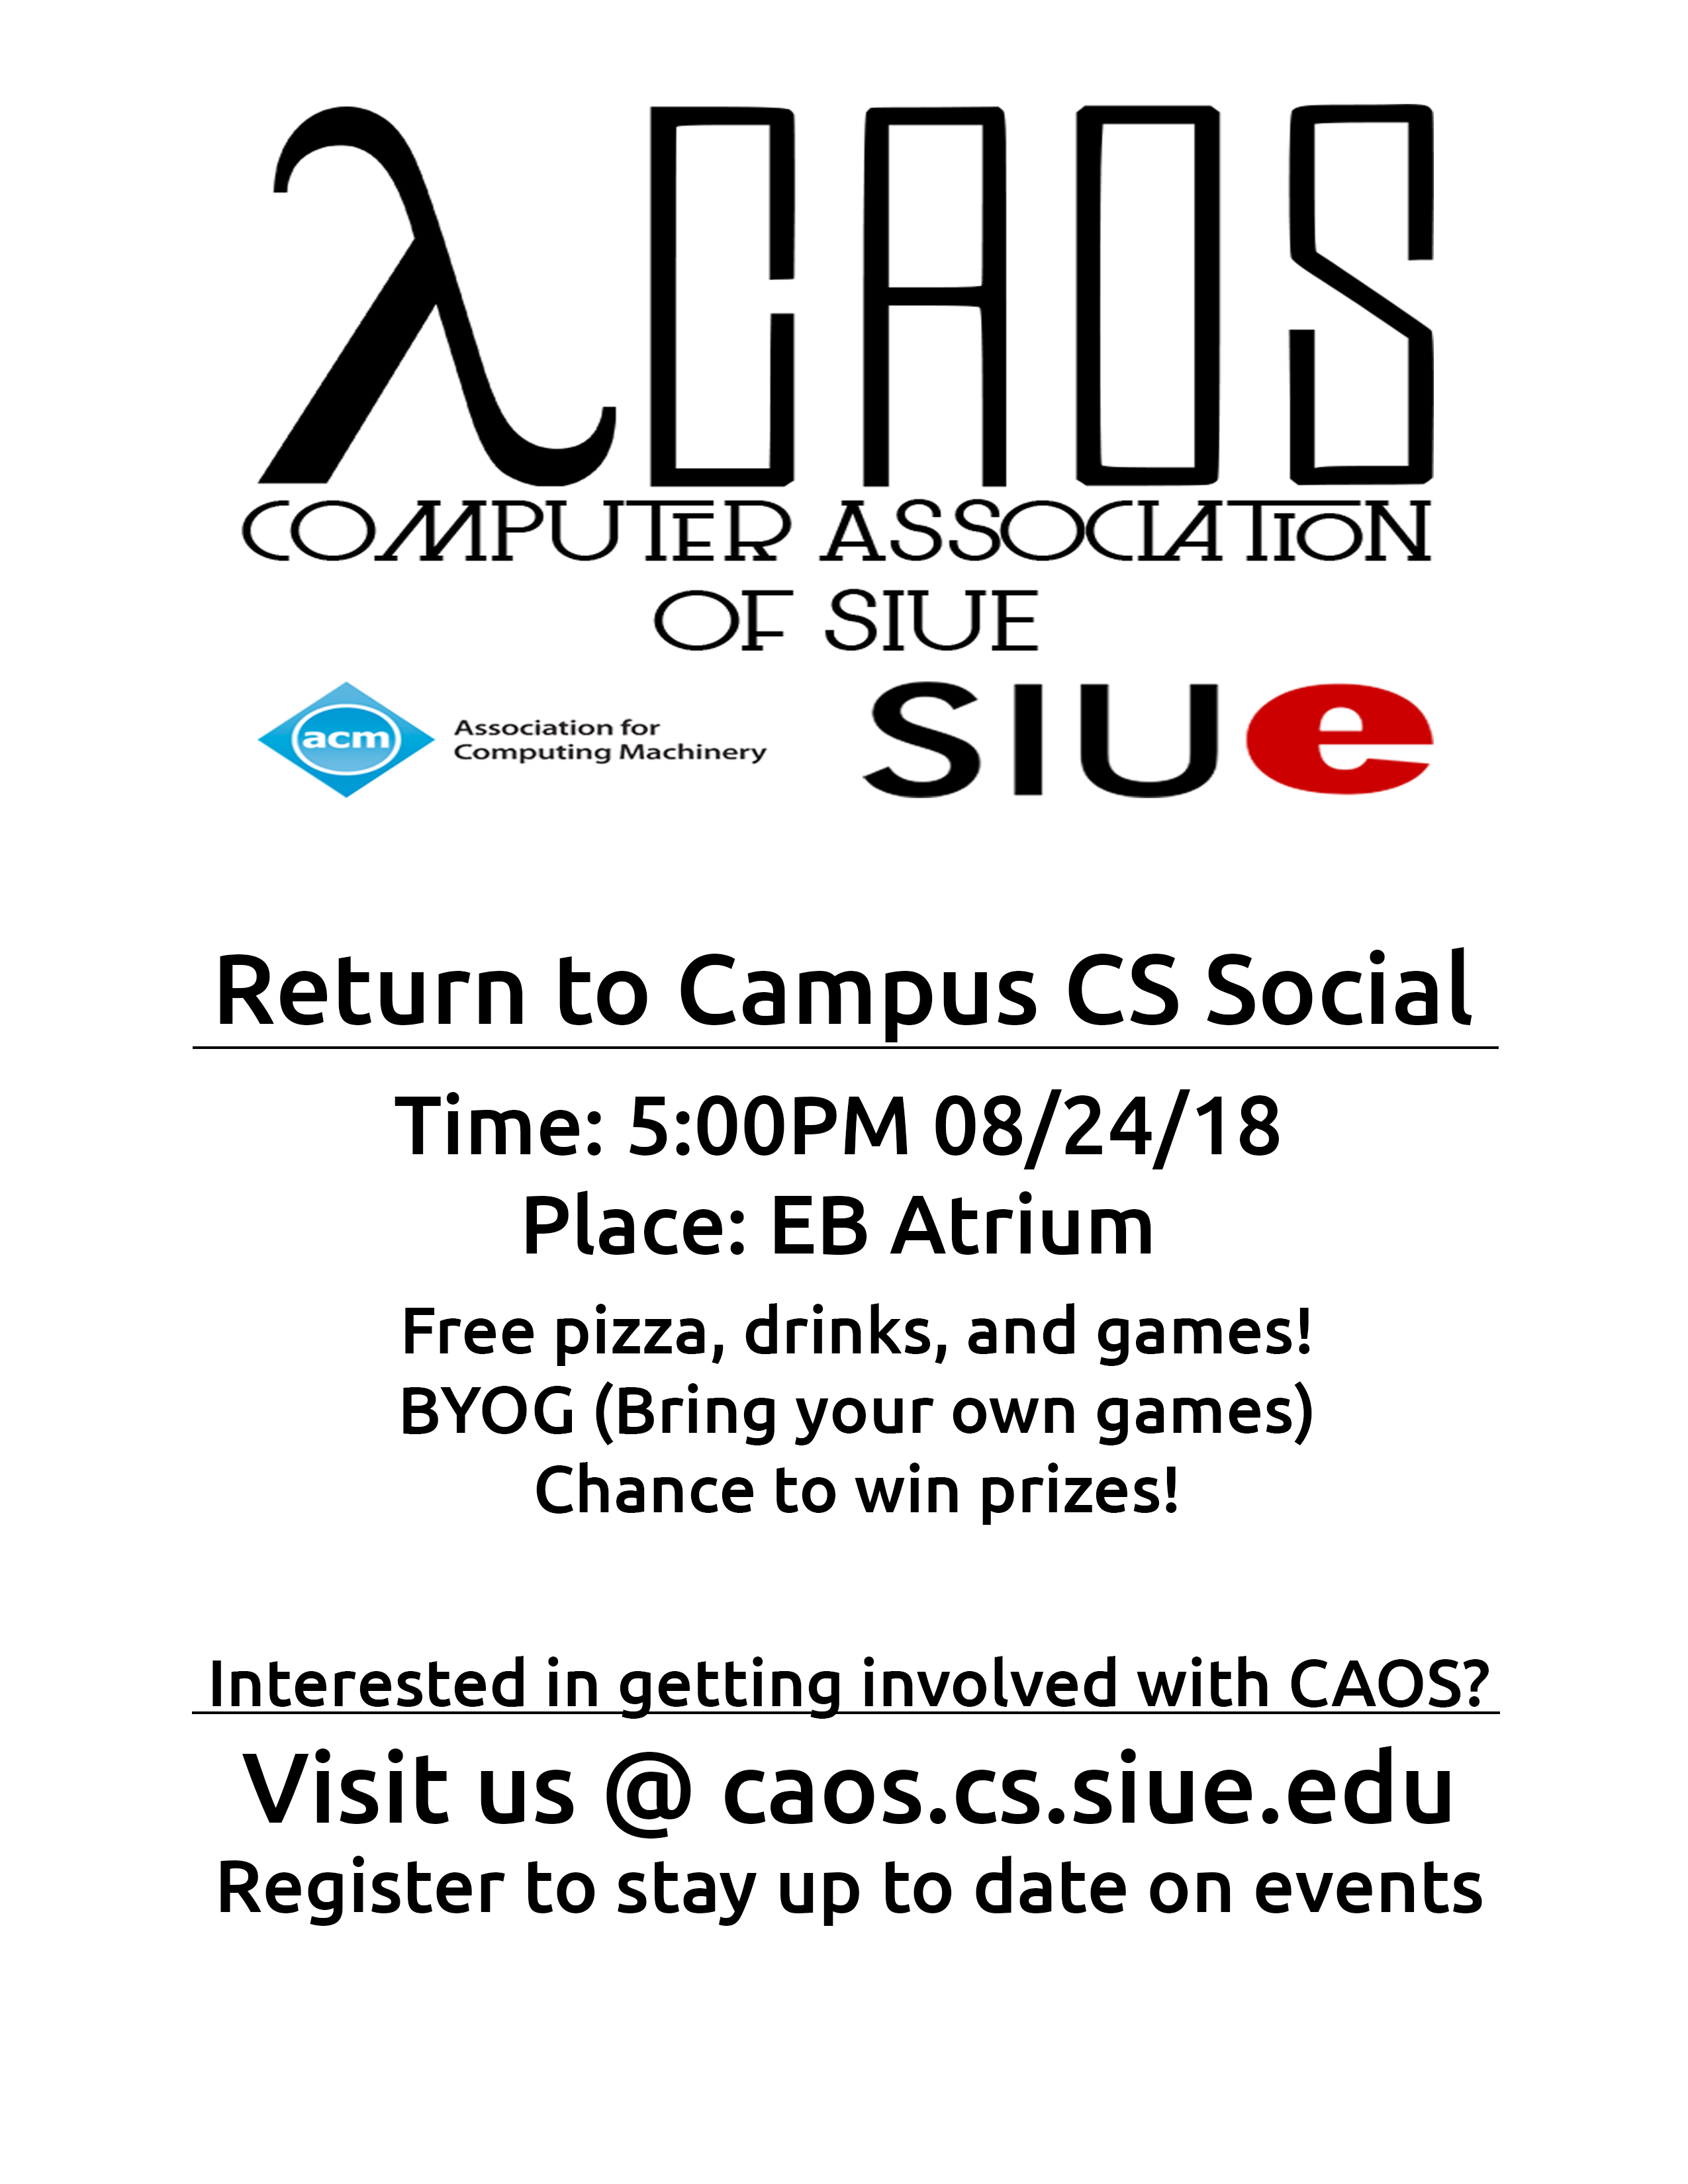 λCAOS
COMPUTER ASSOCIATION
OF SIUE
acm
Association for
Computing Machinery
SIUe
Return to Campus CS Social
Time: 5:00PM 08/24/18
Place: EB Atrium
Free pizza, drinks, and games!
BYOG (Bring your own games)
Chance to win prizes!
Interested in getting involved with CAOS?
Visit us @ caos.cs.siue.edu
Register to stay up to date on events